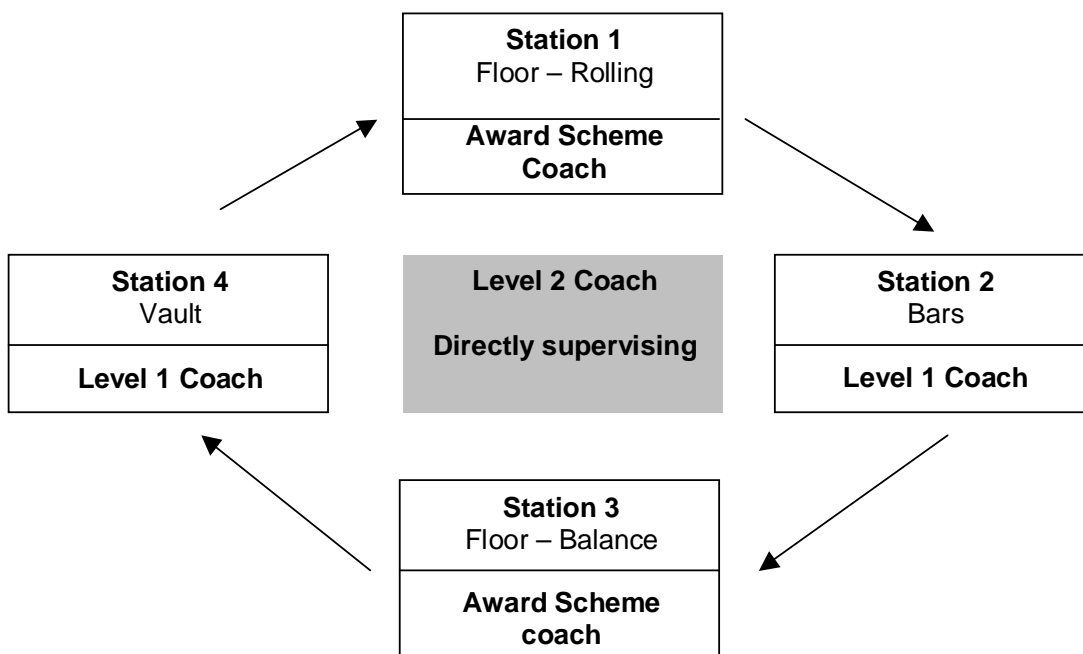 Station 1
Floor – Rolling
Award Scheme
Coach
Station 4
Vault
Level 1 Coach
Level 2 Coach
Directly supervising
Station 2
Bars
Level 1 Coach
Station 3
Floor – Balance
Award Scheme
coach